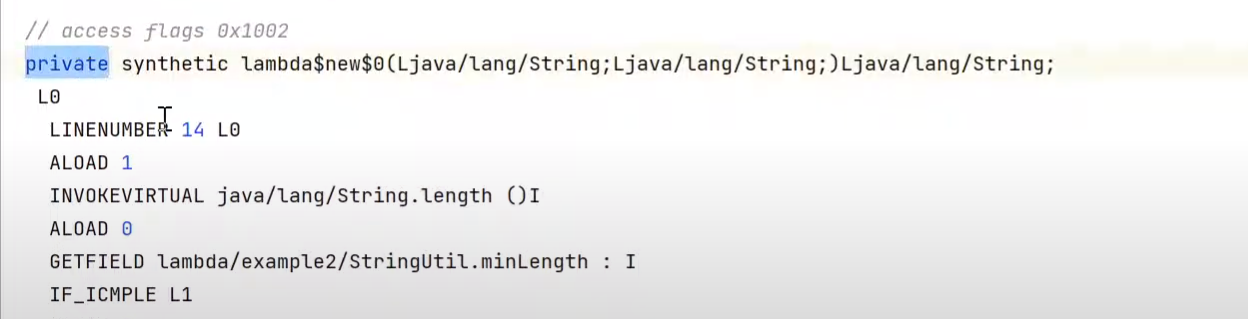 // access flags 0x1002
private synthetic lambda$new$0(Ljava/lang/String;Ljava/lang/String;)Ljava/lang/String;
L0
LINENUMBER 14 L0
ALOAD 1
INVOKEVIRTUAL java/lang/String.length ()I
ALOAD 0
GETFIELD lambda/example2/StringUtil.minLength : I
IF_ICMPLE L1